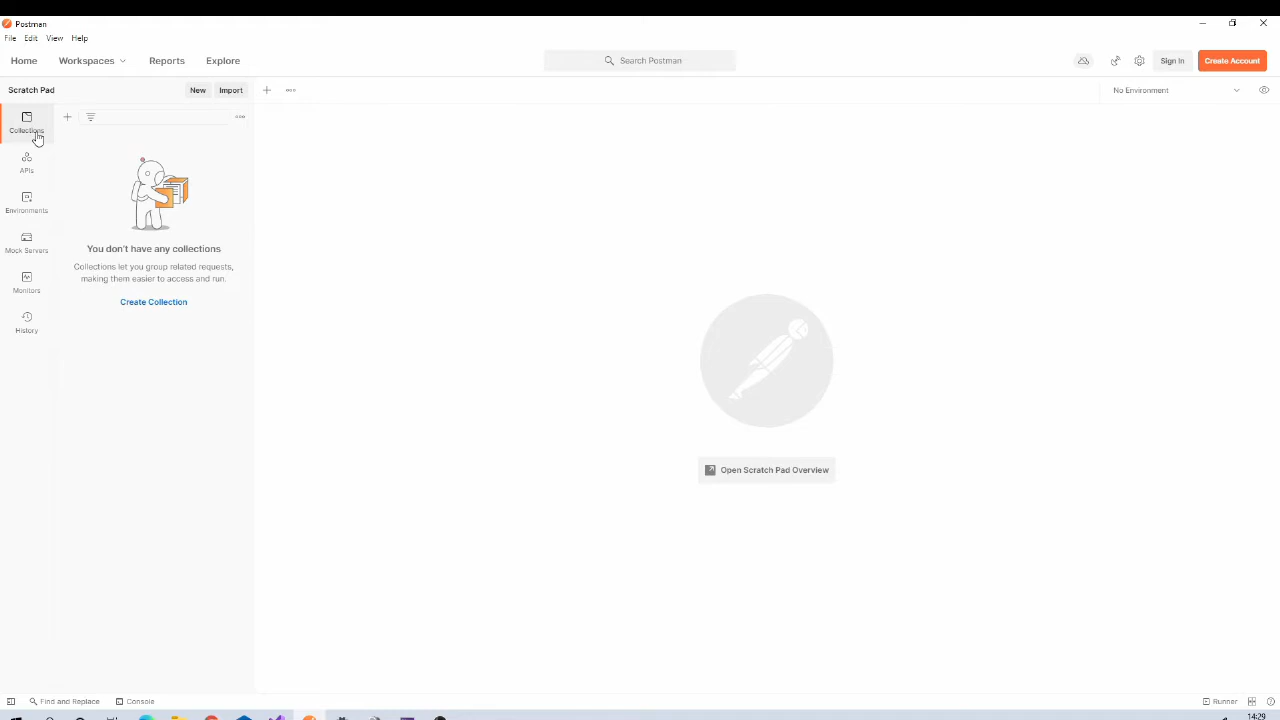 Postman
File Edit View Help
Home Workspaces Reports Explore
Search Postman
Sign In Create Account
Scratch Pad New Import
No Environment
Collections
APIs
Environments
Mock Servers
Monitors
History
You don't have any collections
Collections let you group related requests,
making them easier to access and run.
Create Collection
Open Scratch Pad Overview
Find and Replace Console
Runner
14:29